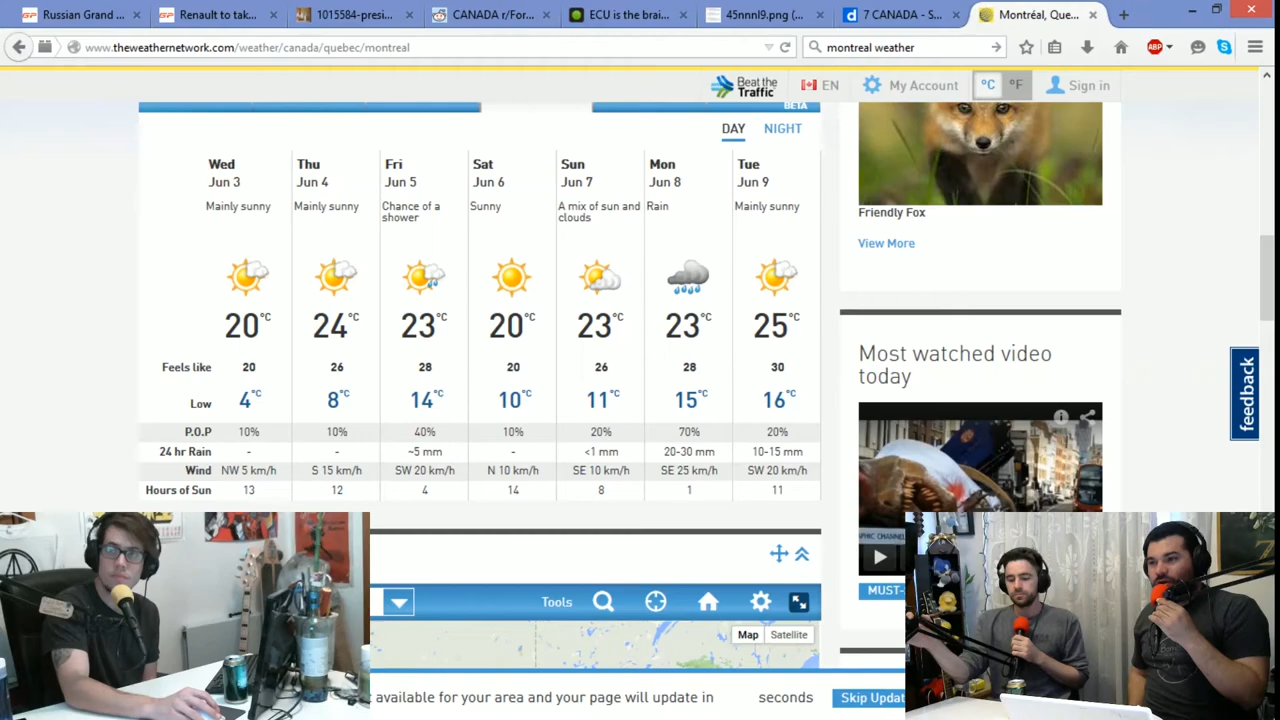 Russian Grand ...
Renault to tak...
1015584-presi...
CANADA r/For...
ECU is the brai...
45nnnl9.png (...
7 CANADA - S...
Montréal, Que...
www.theweathernetwork.com/weather/canada/quebec/montreal
montreal weather
ABP
Beat the Traffic
EN
My Account
°C
°F
Sign in
BETA
DAY NIGHT
Wed Thu Fri Sat Sun Mon Tue
Jun 3 Jun 4 Jun 5 Jun 6 Jun 7 Jun 8 Jun 9
Mainly sunny Mainly sunny Chance of a shower Sunny A mix of sun and clouds Rain Mainly sunny
20°C 24°C 23°C 20°C 23°C 23°C 25°C
Feels like 20 26 28 20 26 28 30
Low 4°C 8°C 14°C 10°C 11°C 15°C 16°C
P.O.P 10% 10% 40% 10% 20% 70% 20%
24 hr Rain - - ~5 mm - <1 mm 20-30 mm 10-15 mm
Wind NW 5 km/h S 15 km/h SW 20 km/h N 10 km/h SE 10 km/h SE 25 km/h SW 20 km/h
Hours of Sun 13 12 4 14 8 1 11
Friendly Fox
View More
Most watched video
today
feedback
APHIC CHANNEL
MUST-
Tools
Map Satellite
available for your area and your page will update in seconds
Skip Updat